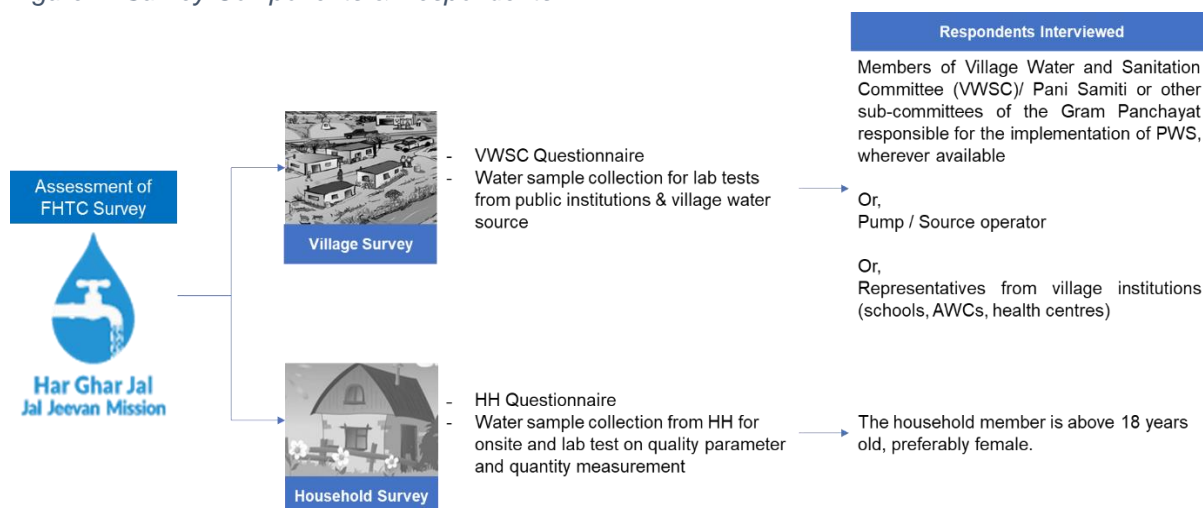 Figure Survey Components & Respondents
Respondents Interviewed
Members of Village Water and Sanitation
Committee (VWSC)/ Pani Samiti or other
sub-committees of the Gram Panchayat
responsible for the implementation of PWS,
wherever available
Or,
Pump / Source operator
Or,
Representatives from village institutions
(schools, AWCs, health centres)
- VWSC Questionnaire
- Water sample collection for lab tests
from public institutions & village water
source
Village Survey
Assessment of
FHTC Survey
Har Ghar Jal
Jal Jeevan Mission
- HH Questionnaire
- Water sample collection from HH for
onsite and lab test on quality parameter
and quantity measurement
The household member is above 18 years
old, preferably female.
Household Survey